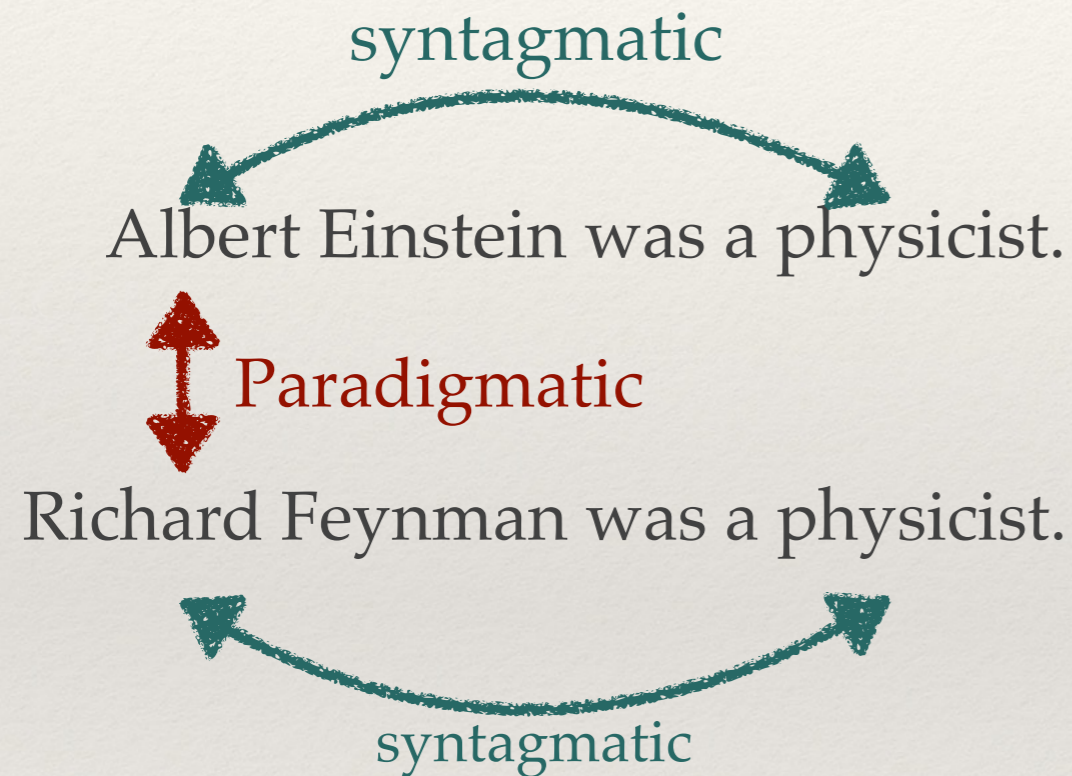 syntagmatic
Albert Einstein was a physicist.
Paradigmatic
Richard Feynman was a physicist.
syntagmatic